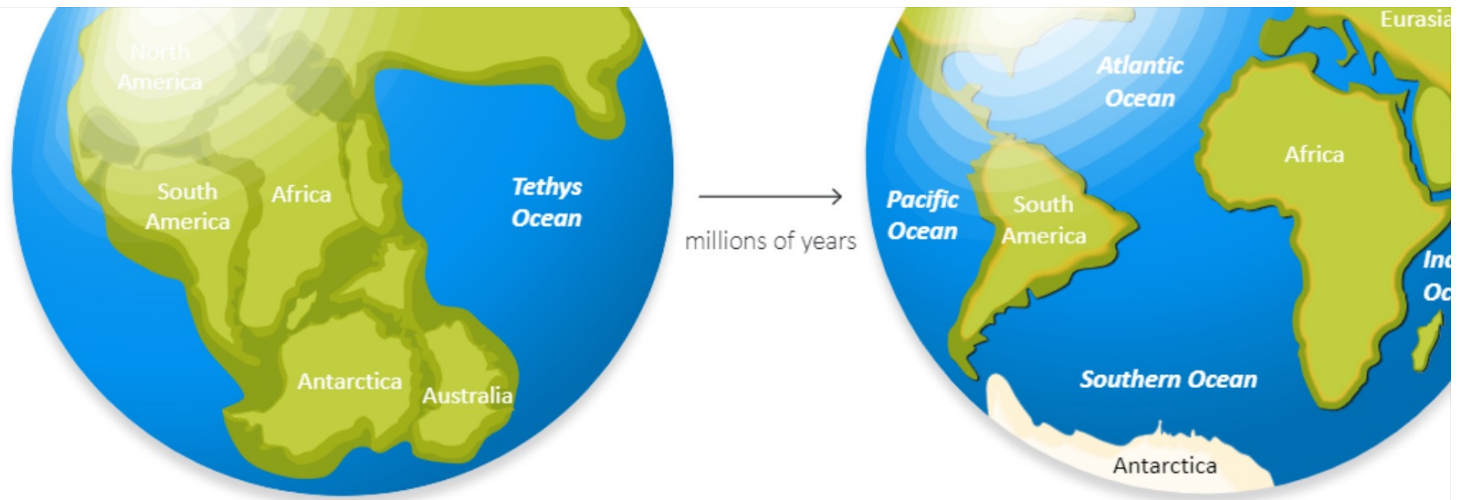 North
America
South
America
Africa
Tethys
Ocean
Antarctica
Australia
millions of years
Eurasia
Atlantic
Ocean
Africa
Pacific
Ocean
South
America
Southern Ocean
Antarctica